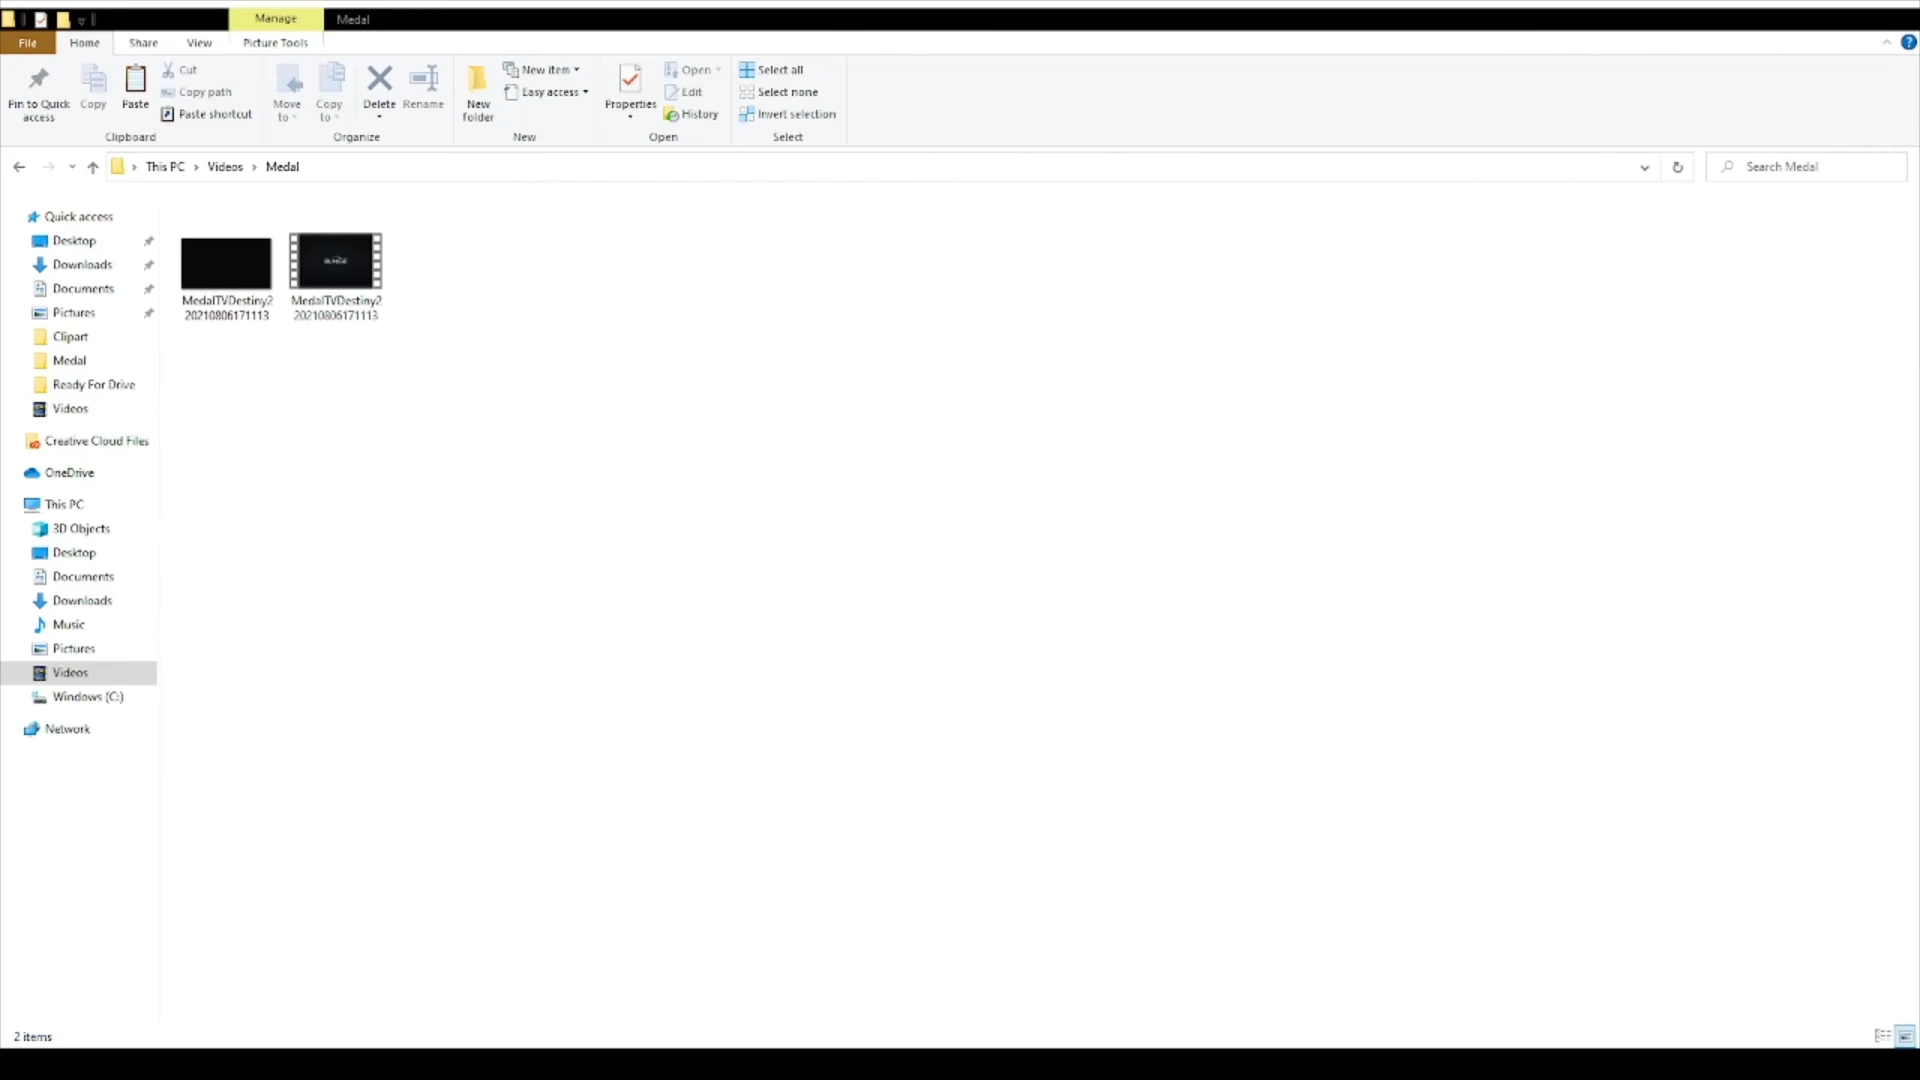 Manage
Medal
File
Home
Share
View
Picture Tools
Pin to Quick
access
Copy
Paste
Cut
Copy path
Paste shortcut
Clipboard
Move
to
Copy
to
Delete
Rename
Organize
New
folder
New item
Easy access
New
Properties
Open
Edit
History
Open
Select all
Select none
Invert selection
Select
This PC
Videos
Medal
Search Medal
Quick access
Desktop
Downloads
Documents
Pictures
Clipart
Medal
Ready For Drive
Videos
Creative Cloud Files
OneDrive
This PC
3D Objects
Desktop
Documents
Downloads
Music
Pictures
Videos
Windows (C:)
Network
MedalTVDestiny2
20210806171113
MedalTVDestiny2
20210806171113
2 items